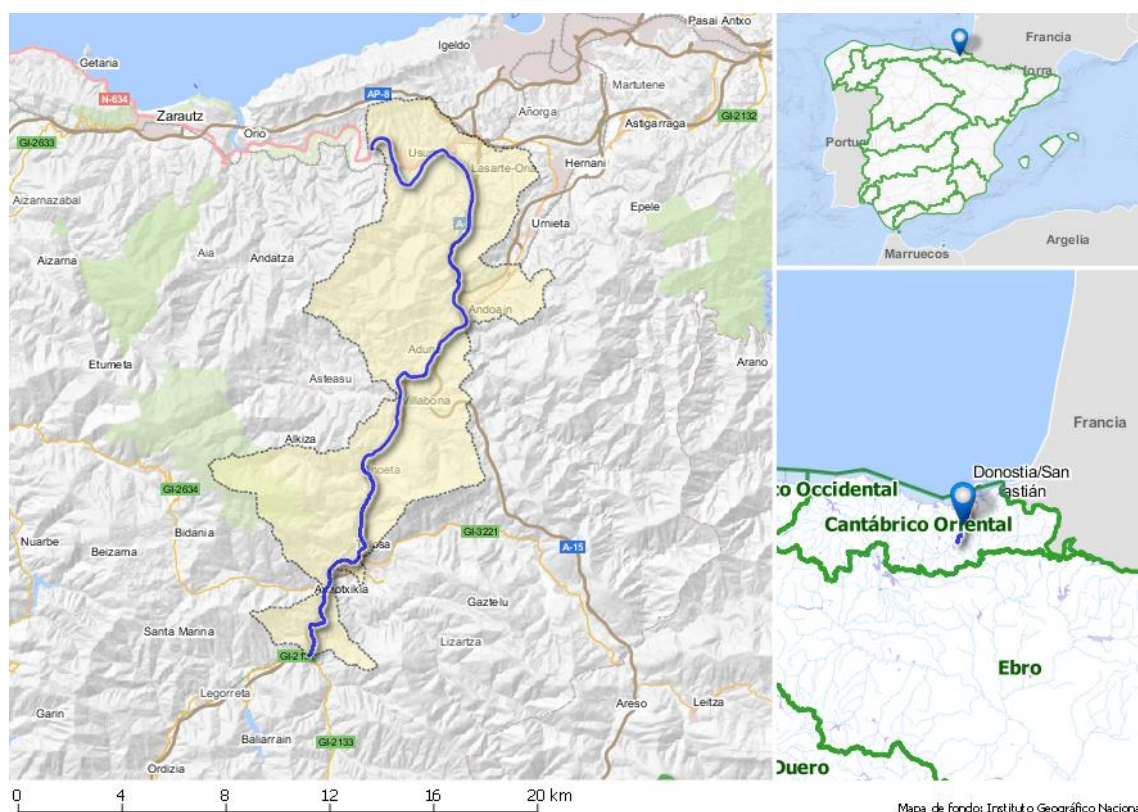 Pasai Antxo
Igeldo
Getaria
AP-8
Martutene
N-634
Zarautz
Añorga
Orio
Astigarraga
GI-2132
GI-2633
Hernani
Lasarte-Oria
Aizarnazabal
Urnieta
Epele
Aia
Andatza
Aizarna
Andoain
Arano
Etumeta
Asteasu
Villabona
Alkiza
GI-2634
GI-3221
Nuarbe
Bidania
A-15
Beizama
Gaztelu
Santa Marina
Lizartza
Legorreta
Areso
Leitza
Garin
Baliarrain
GI-2133
Ordizia
0 4 8 12 16 20 km
Francia
Marruecos
Argelia
Francia
Donostia/San
co Occidental
Cantábrico Oriental
Ebro
Duero
Mapa de fondo: Instituto Geográfico Naciona